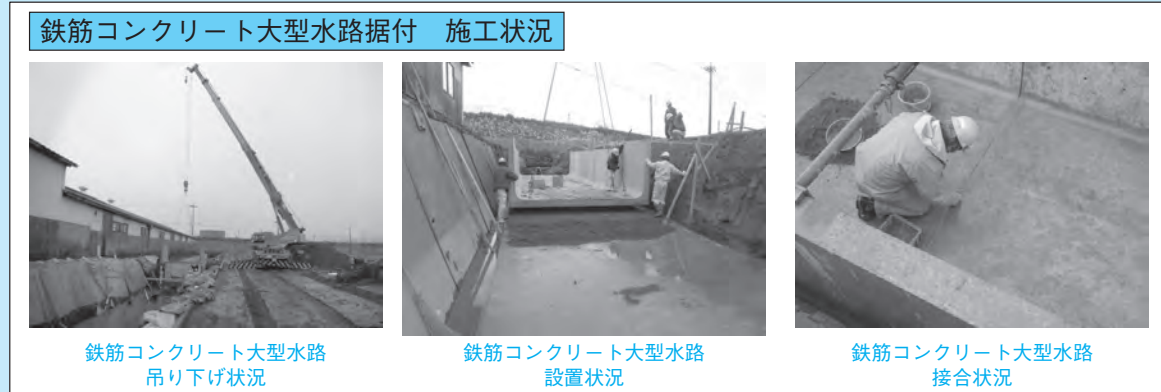 鉄筋コンクリート大型水路据付　施工状況
鉄筋コンクリート大型水路
吊り下げ状況
鉄筋コンクリート大型水路
設置状況
鉄筋コンクリート大型水路
接合状況